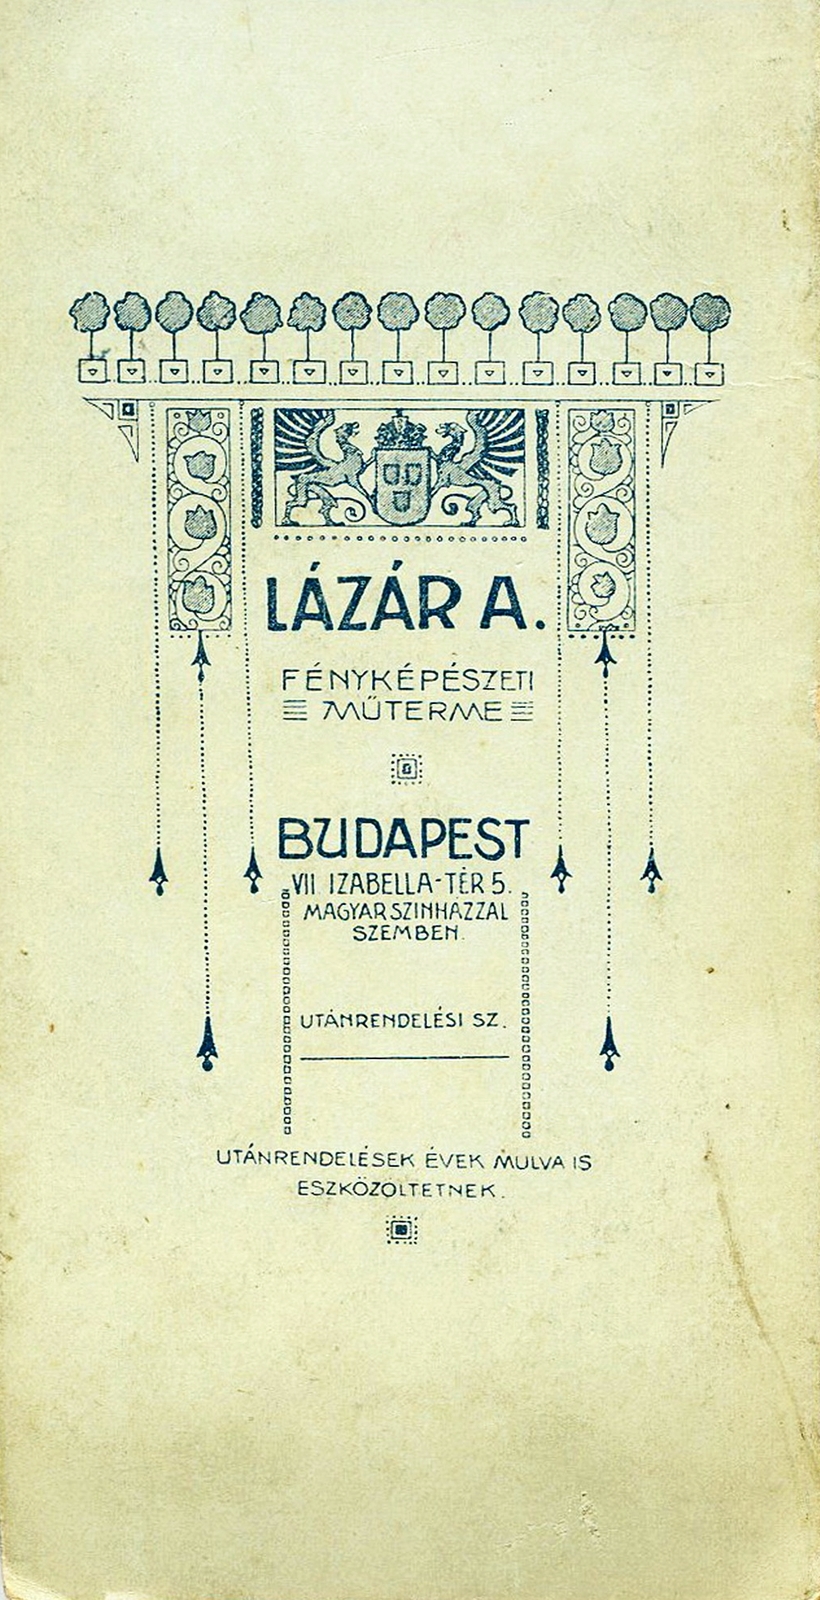 LÁZÁR A.
FÉNYKÉPÉSZETI
MŰTERME
BUDAPEST
VII. IZABELLA-TÉR 5.
MAGYAR SZINHÁZZAL
SZEMBEN.
UTÁNRENDELÉSI SZ.
UTÁNRENDELÉSEK ÉVEK MULVA IS
ESZKÖZÖLTETNEK.